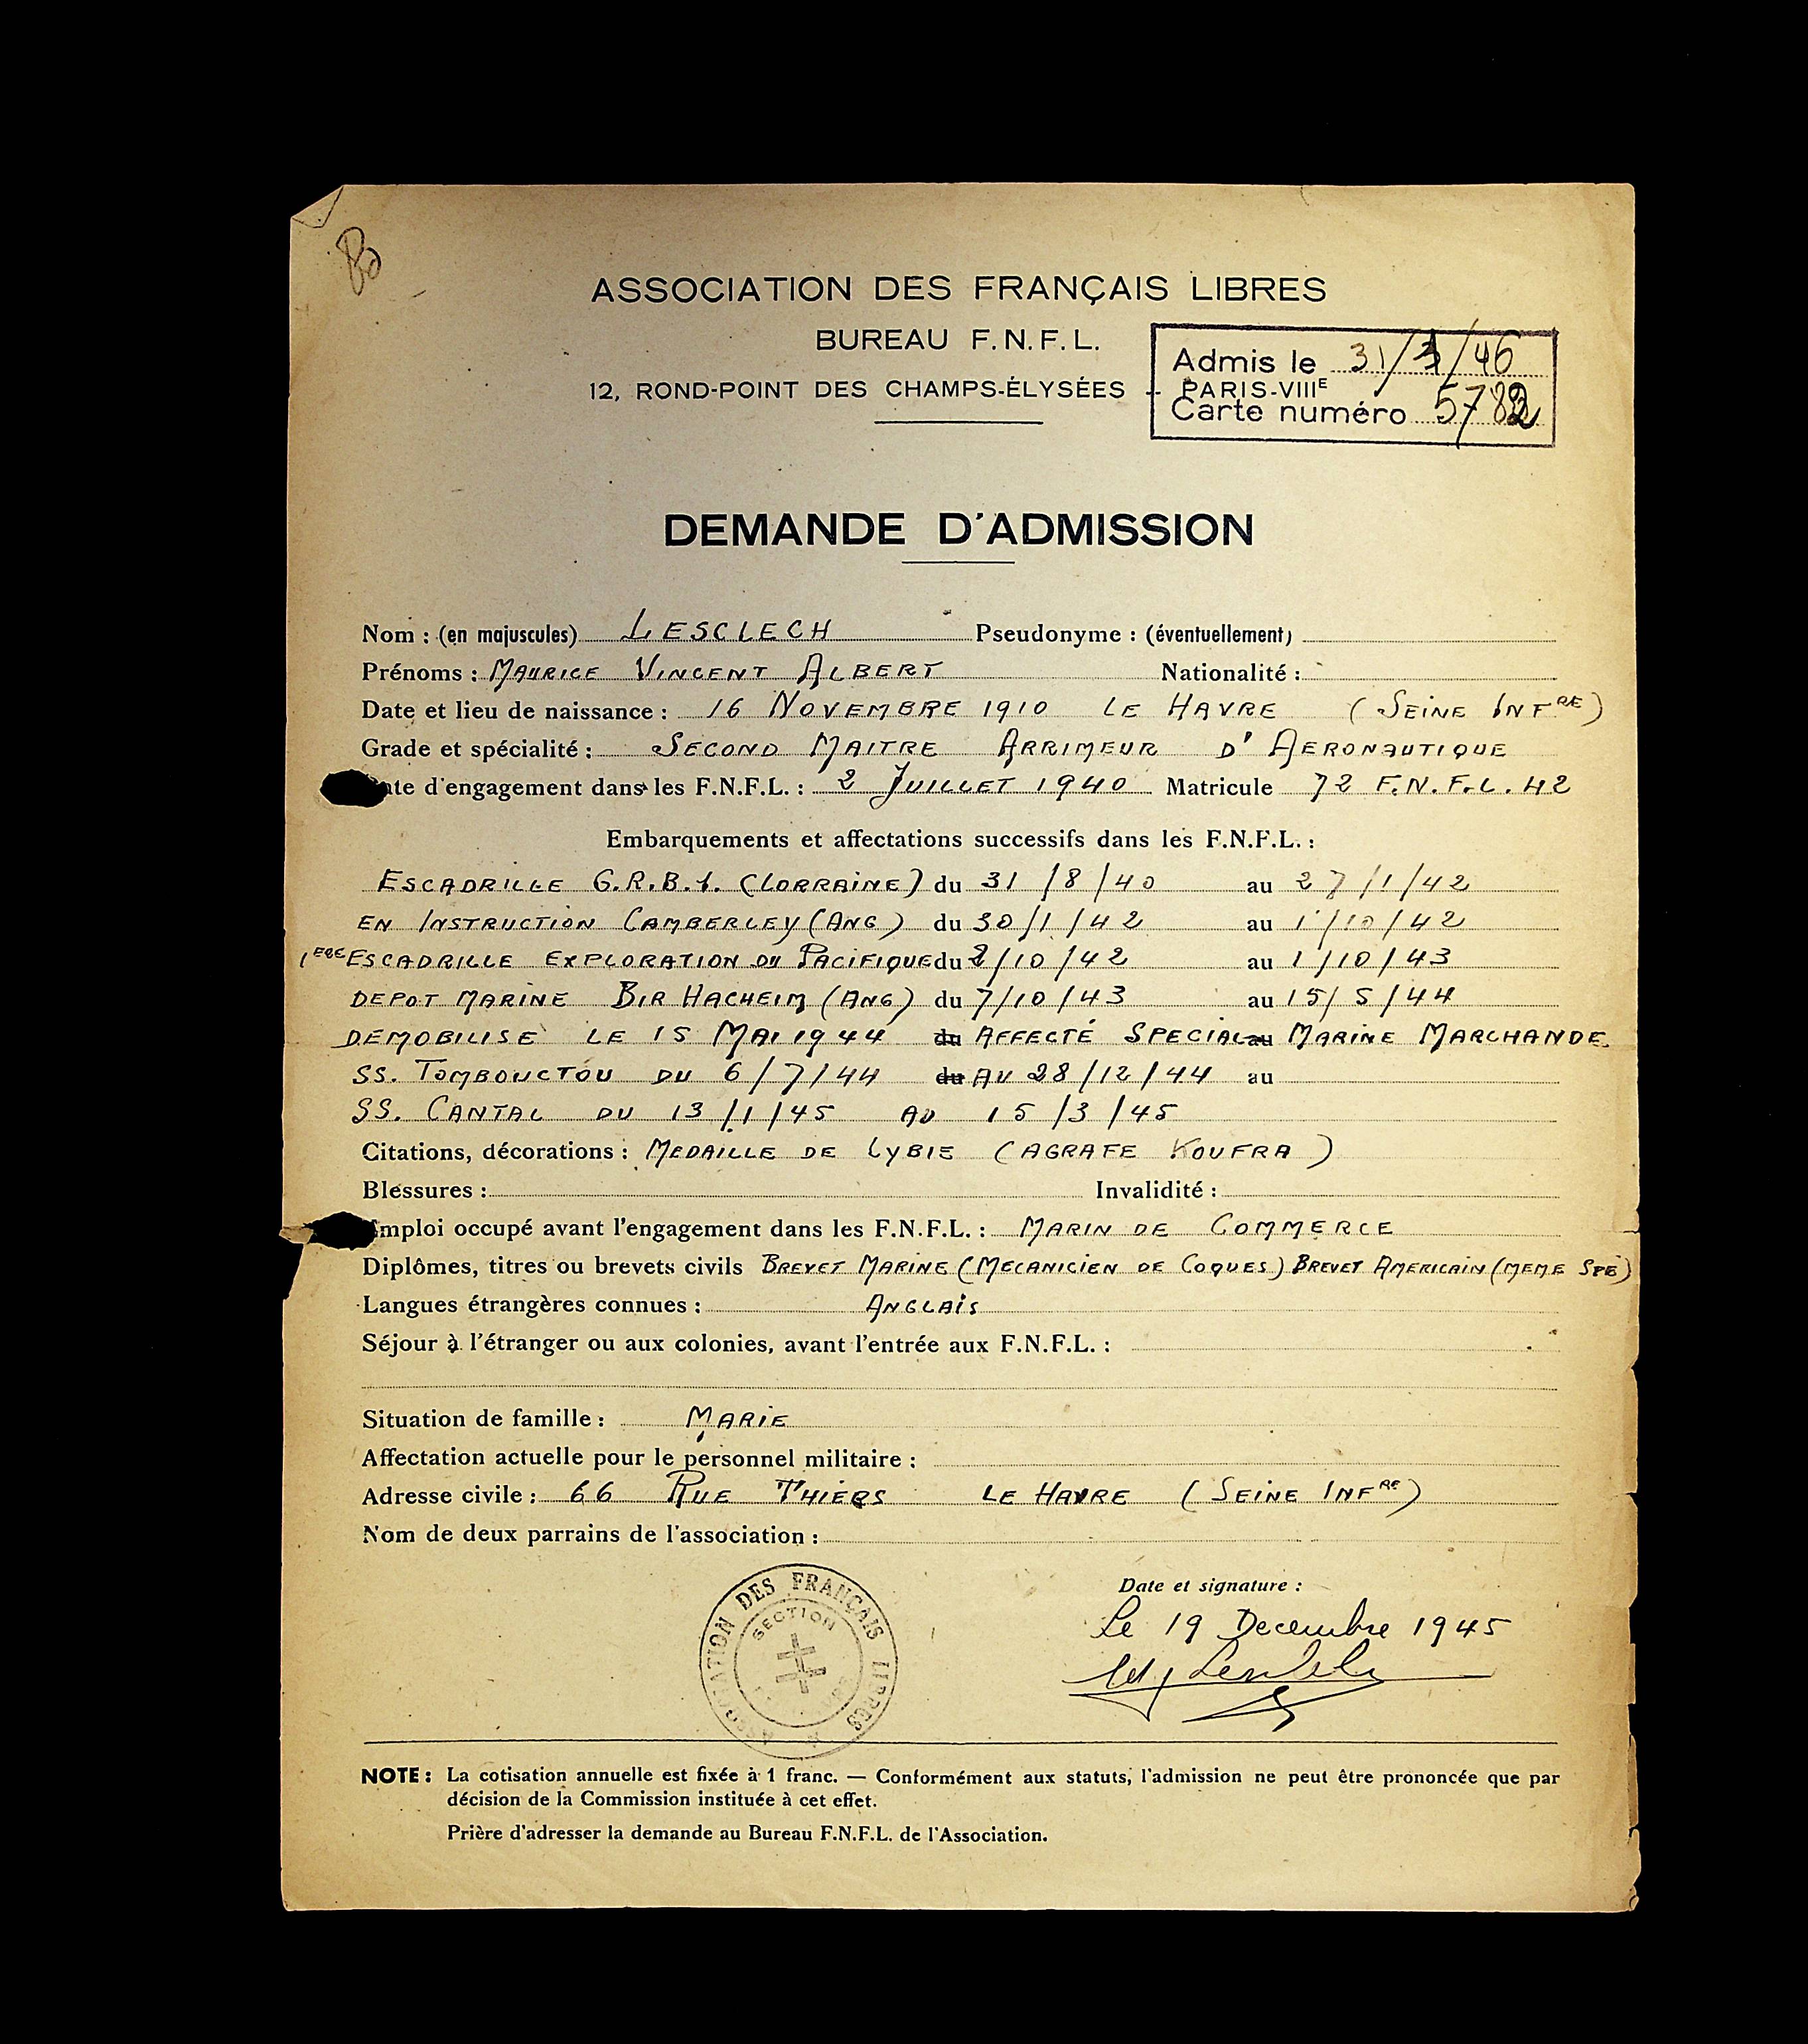 ASSOCIATION DES FRANÇAIS LIBRES
BUREAU F.N.F.L.
12, ROND-POINT DES CHAMPS-ÉLYSÉES - PARIS-VIIIE
Admis le 31/ /46
Carte numéro
DEMANDE D'ADMISSION
Nom : (en majuscules) LESCLECH Pseudonyme : (éventuellement)
Prénoms : MAURICE VINCENT ALBERT Nationalité :
Date et lieu de naissance : 16 NOVEMBRE 1910 LE HAVRE (SEINE INFRE)
Grade et spécialité : SECOND MAITRE ARRIMEUR D'AERONAUTIQUE
ate d'engagement dans les F.N.F.L. : 2 JUILLET 1940 Matricule 72 F.N.F.L. 42
Embarquements et affectations successifs dans les F.N.F.L. :
ESCADRILLE G.R.B.1. (LORRAINE) du 31/8/40 au 27/1/42
EN INSTRUCTION CAMBERLEY (ANG) du 30/1/42 au 1/10/42
1ERE ESCADRILLE EXPLORATION DU PACIFIQUE du 2/10/42 au 1/10/43
DEPOT MARINE BIR HACHEIM (ANG) du 7/10/43 au 15/5/44
DEMOBILISE LE 15 MAI 1944 du AFFECTÉ SPECIAL au MARINE MARCHANDE
SS. TOMBOUCTOU DU 6/7/44 du AU 28/12/44 au
SS. CANTAL DU 13/1/45 AU 15/3/45
Citations, décorations : MEDAILLE DE LYBIE (AGRAFE KOUFRA)
Blessures : Invalidité :
Emploi occupé avant l'engagement dans les F.N.F.L. : MARIN DE COMMERCE
Diplômes, titres ou brevets civils BREVET MARINE (MECANICIEN DE COQUES) BREVET AMERICAIN (MEME SPE)
Langues étrangères connues : ANGLAIS
Séjour à l'étranger ou aux colonies, avant l'entrée aux F.N.F.L. :
Situation de famille : MARIE
Affectation actuelle pour le personnel militaire :
Adresse civile : 66 RUE THIERS LE HAVRE (SEINE INFRE)
Nom de deux parrains de l'association :
ASSOCIATION DES FRANÇAIS LIBRES
SECTION
Date et signature :
Le 19 Decembre 1945
NOTE : La cotisation annuelle est fixée à 1 franc. — Conformément aux statuts, l'admission ne peut être prononcée que par
décision de la Commission instituée à cet effet.
Prière d'adresser la demande au Bureau F.N.F.L. de l'Association.